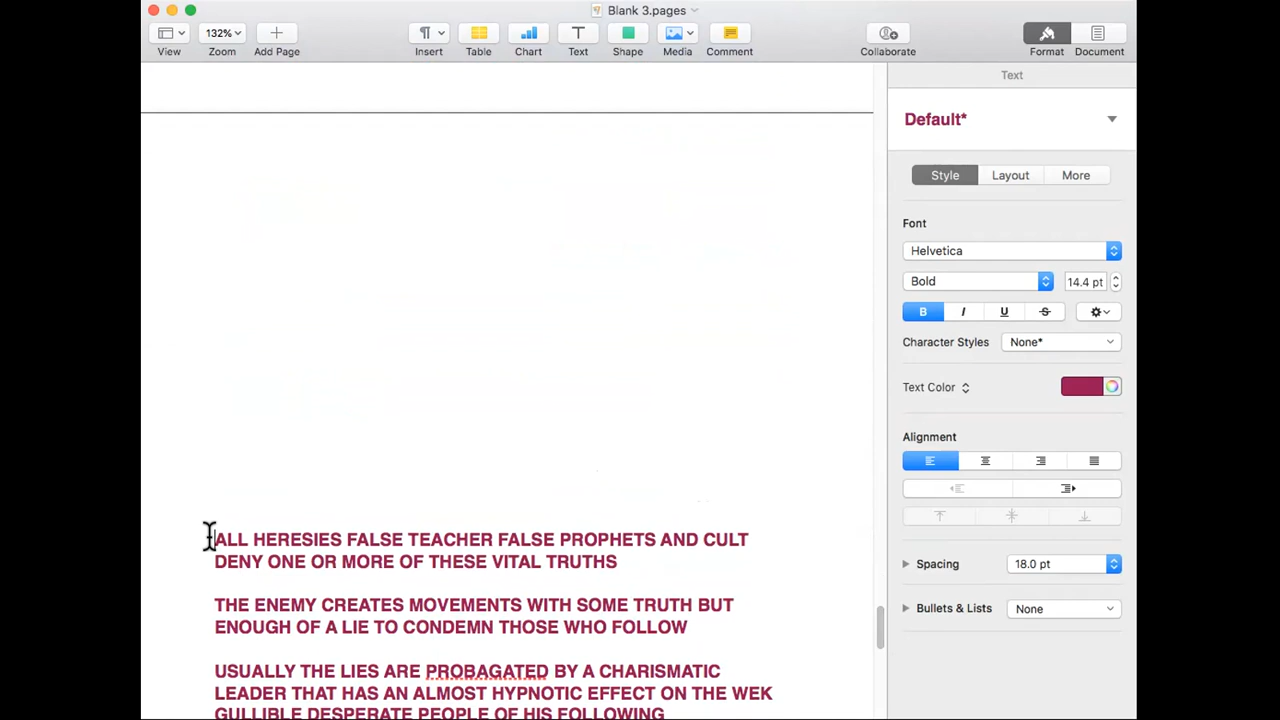 Blank 3.pages
132%
View
Zoom
Add Page
Insert
Table
Chart
Text
Shape
Media
Comment
Collaborate
Format
Document
Text
Default*
Style
Layout
More
Font
Helvetica
Bold
14.4 pt
B
I
U
S
Character Styles
None*
Text Color
Alignment
Spacing
18.0 pt
Bullets & Lists
None
ALL HERESIES FALSE TEACHER FALSE PROPHETS AND CULT
DENY ONE OR MORE OF THESE VITAL TRUTHS
THE ENEMY CREATES MOVEMENTS WITH SOME TRUTH BUT
ENOUGH OF A LIE TO CONDEMN THOSE WHO FOLLOW
USUALLY THE LIES ARE PROBAGATED BY A CHARISMATIC
LEADER THAT HAS AN ALMOST HYPNOTIC EFFECT ON THE WEK
GULLIBLE DESPERATE PEOPLE OF HIS FOLLOWING